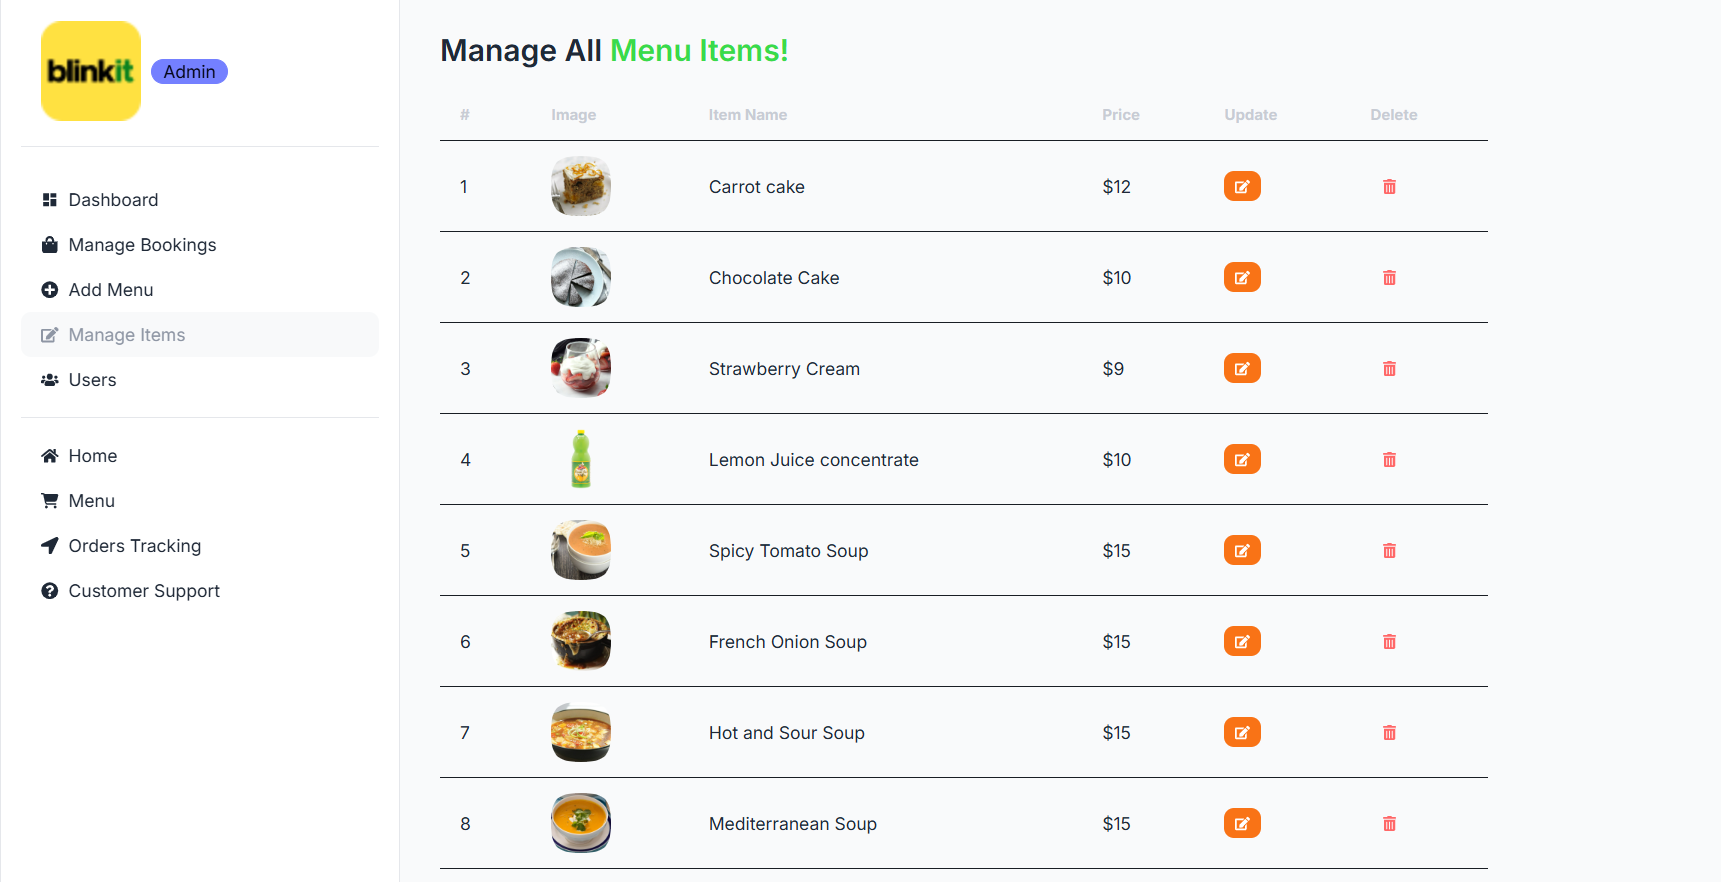 blinkit
Admin
Dashboard
Manage Bookings
Add Menu
Manage Items
Users
Home
Menu
Orders Tracking
Customer Support
Manage All Menu Items!
# Image Item Name Price Update Delete
1 Carrot cake $12
2 Chocolate Cake $10
3 Strawberry Cream $9
4 Lemon Juice concentrate $10
5 Spicy Tomato Soup $15
6 French Onion Soup $15
7 Hot and Sour Soup $15
8 Mediterranean Soup $15